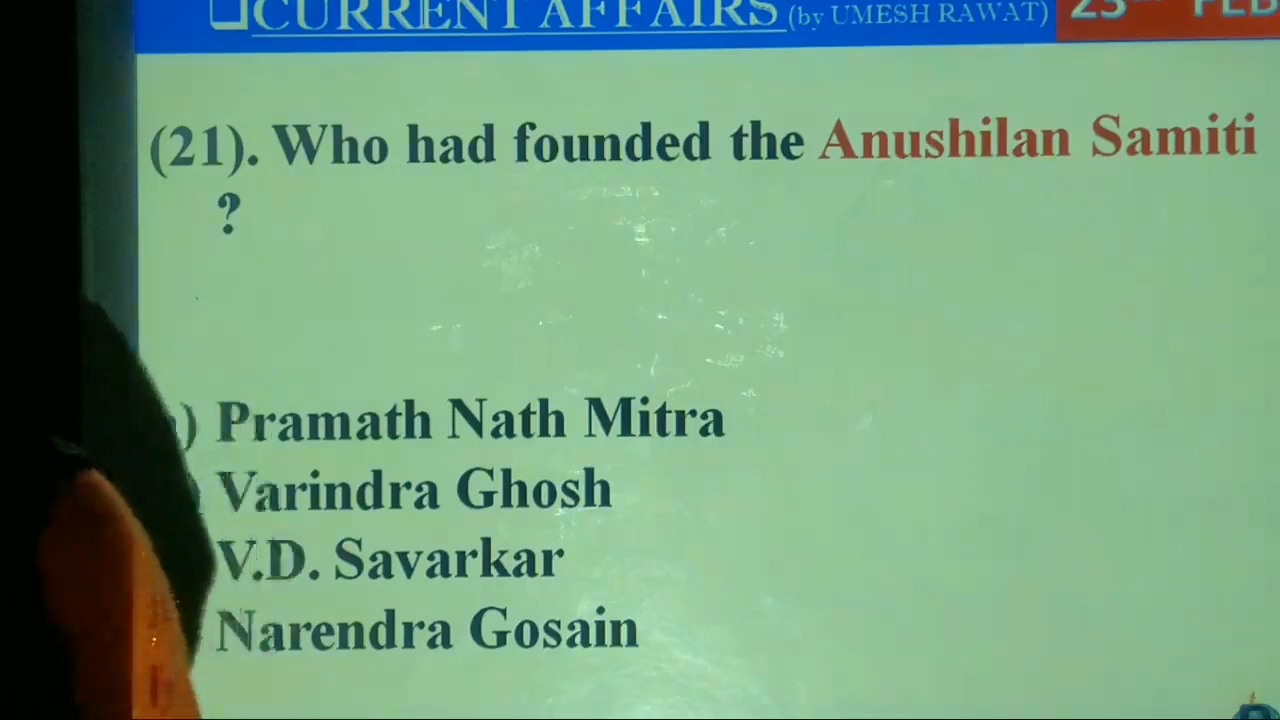 ❑CURRENT AFFAIRS (by UMESH RAWAT)
(21). Who had founded the Anushilan Samiti
?
) Pramath Nath Mitra
Varindra Ghosh
V.D. Savarkar
Narendra Gosain